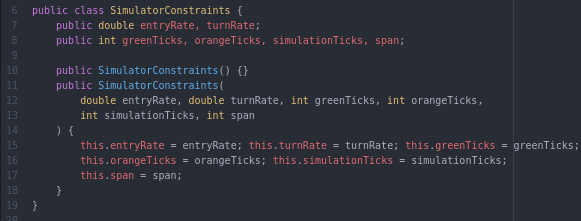 6 public class SimulatorConstraints {
7     public double entryRate, turnRate;
8     public int greenTicks, orangeTicks, simulationTicks, span;
9
10     public SimulatorConstraints() {}
11     public SimulatorConstraints(
12         double entryRate, double turnRate, int greenTicks, int orangeTicks,
13         int simulationTicks, int span
14     ) {
15         this.entryRate = entryRate; this.turnRate = turnRate; this.greenTicks = greenTicks;
16         this.orangeTicks = orangeTicks; this.simulationTicks = simulationTicks;
17         this.span = span;
18     }
19 }
20